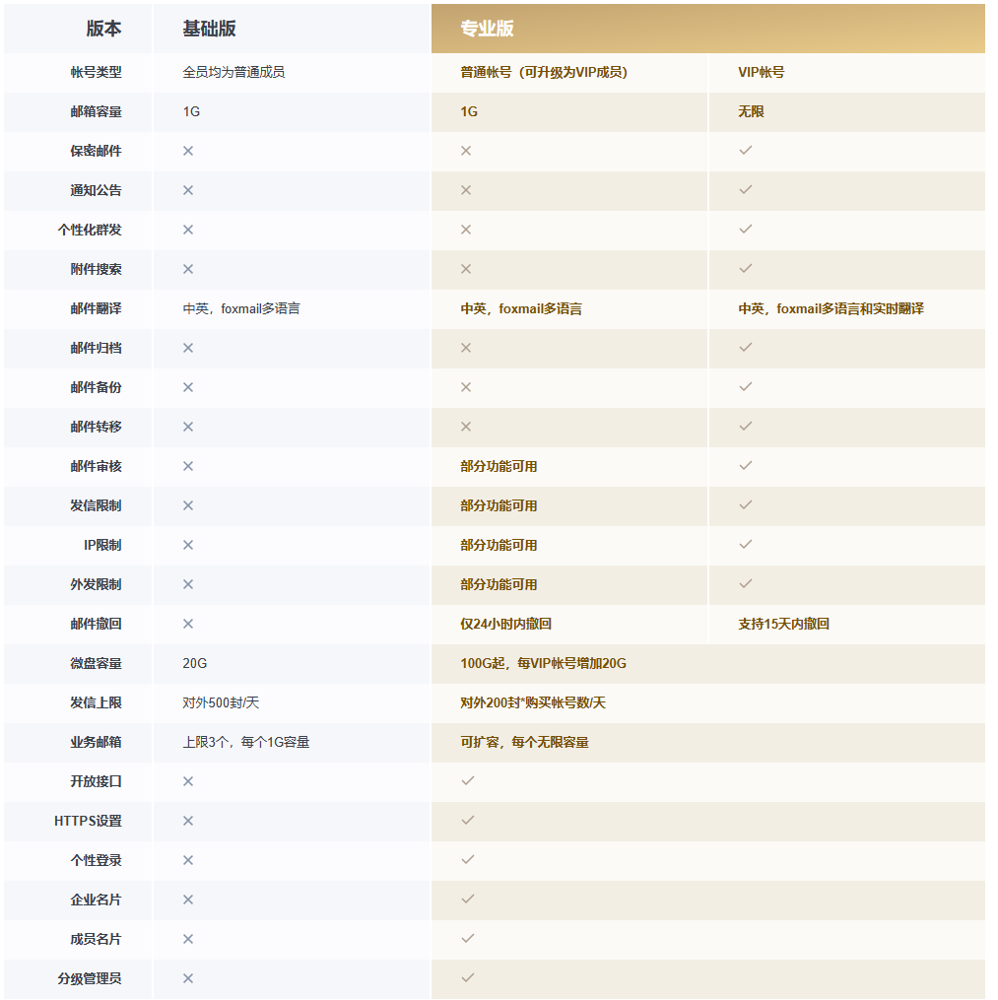 版本 基础版 专业版
帐号类型 全员均为普通成员 普通帐号（可升级为VIP成员） VIP帐号
邮箱容量 1G 1G 无限
保密邮件 × × ✓
通知公告 × × ✓
个性化群发 × × ✓
附件搜索 × × ✓
邮件翻译 中英，foxmail多语言 中英，foxmail多语言 中英，foxmail多语言和实时翻译
邮件归档 × × ✓
邮件备份 × × ✓
邮件转移 × × ✓
邮件审核 × 部分功能可用 ✓
发信限制 × 部分功能可用 ✓
IP限制 × 部分功能可用 ✓
外发限制 × 部分功能可用 ✓
邮件撤回 × 仅24小时内撤回 支持15天内撤回
微盘容量 20G 100G起，每VIP帐号增加20G
发信上限 对外500封/天 对外200封*购买帐号数/天
业务邮箱 上限3个，每个1G容量 可扩容，每个无限容量
开放接口 × ✓
HTTPS设置 × ✓
个性登录 × ✓
企业名片 × ✓
成员名片 × ✓
分级管理员 × ✓